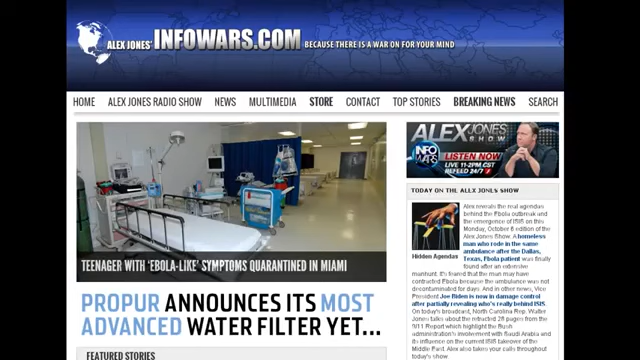 ALEX JONES' INFOWARS.COM BECAUSE THERE IS A WAR ON FOR YOUR MIND
HOME ALEX JONES RADIO SHOW NEWS MULTIMEDIA STORE CONTACT TOP STORIES BREAKING NEWS SEARCH
TEENAGER WITH ‘EBOLA-LIKE’ SYMPTOMS QUARANTINED IN MIAMI
PROPUR ANNOUNCES ITS MOST
ADVANCED WATER FILTER YET...
FEATURED STORIES
ALEX JONES SHOW
INFO
WARS
LISTEN NOW
LIVE 11-2PM CST
REFEED 24/7
TODAY ON THE ALEX JONES SHOW
Hidden Agendas
Alex reveals the real agendas
behind the Ebola outbreak and
the emergence of ISIS on this
Monday, October 6 edition of the
Alex Jones Show. A homeless
man who rode in the same
ambulance after the Dallas,
Texas, Ebola patient was finally
found after an extensive
manhunt. It's feared that the man may have
contracted Ebola because the ambulance was not
decontaminated for days. And in other news, Vice
President Joe Biden is now in damage control
after partially revealing who's really behind ISIS.
On today's broadcast, North Carolina Rep. Walter
Jones talks about the retracted 28 pages from the
9/11 Report which highlight the Bush
administration's involvement with Saudi Arabia and
its influence on the current ISIS takeover of the
Middle East. Alex also takes your calls throughout
today's show.